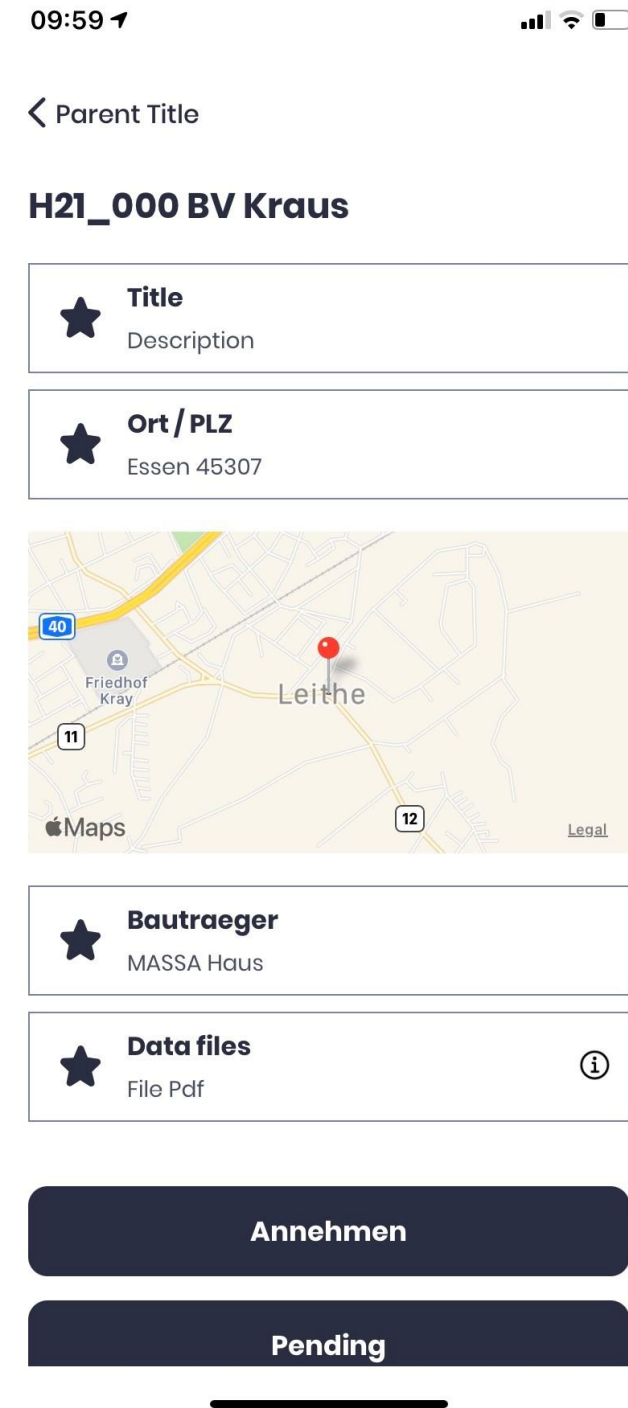 09:59
Parent Title
H21_000 BV Kraus
Title
Description
Ort / PLZ
Essen 45307
40
Friedhof
Kray
Leithe
11
12
Maps
Legal
Bautraeger
MASSA Haus
Data files
File Pdf
Annehmen
Pending